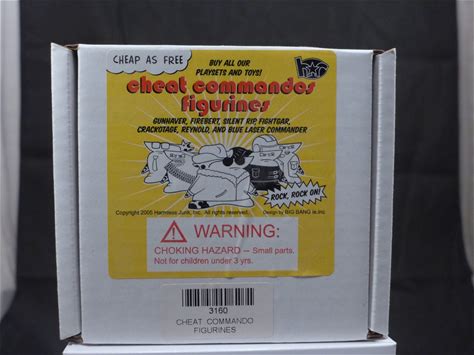 CHEAP AS FREE
BUY ALL OUR
PLAYSETS AND TOYS!
cheat commandos
figurines
GUNHAVER, FIREBERT, SILENT RIP, FIGHTGAR,
CRACKOTAGE, REYNOLD, AND BLUE LASER COMMANDER
ROCK, ROCK ON!
Copyright 2005 Harmless Junk, Inc. All rights reserved.
Design by BIG BANG
WARNING:
CHOKING HAZARD -- Small parts.
Not for children under 3 yrs.
3160
CHEAT COMMANDO
FIGURINES